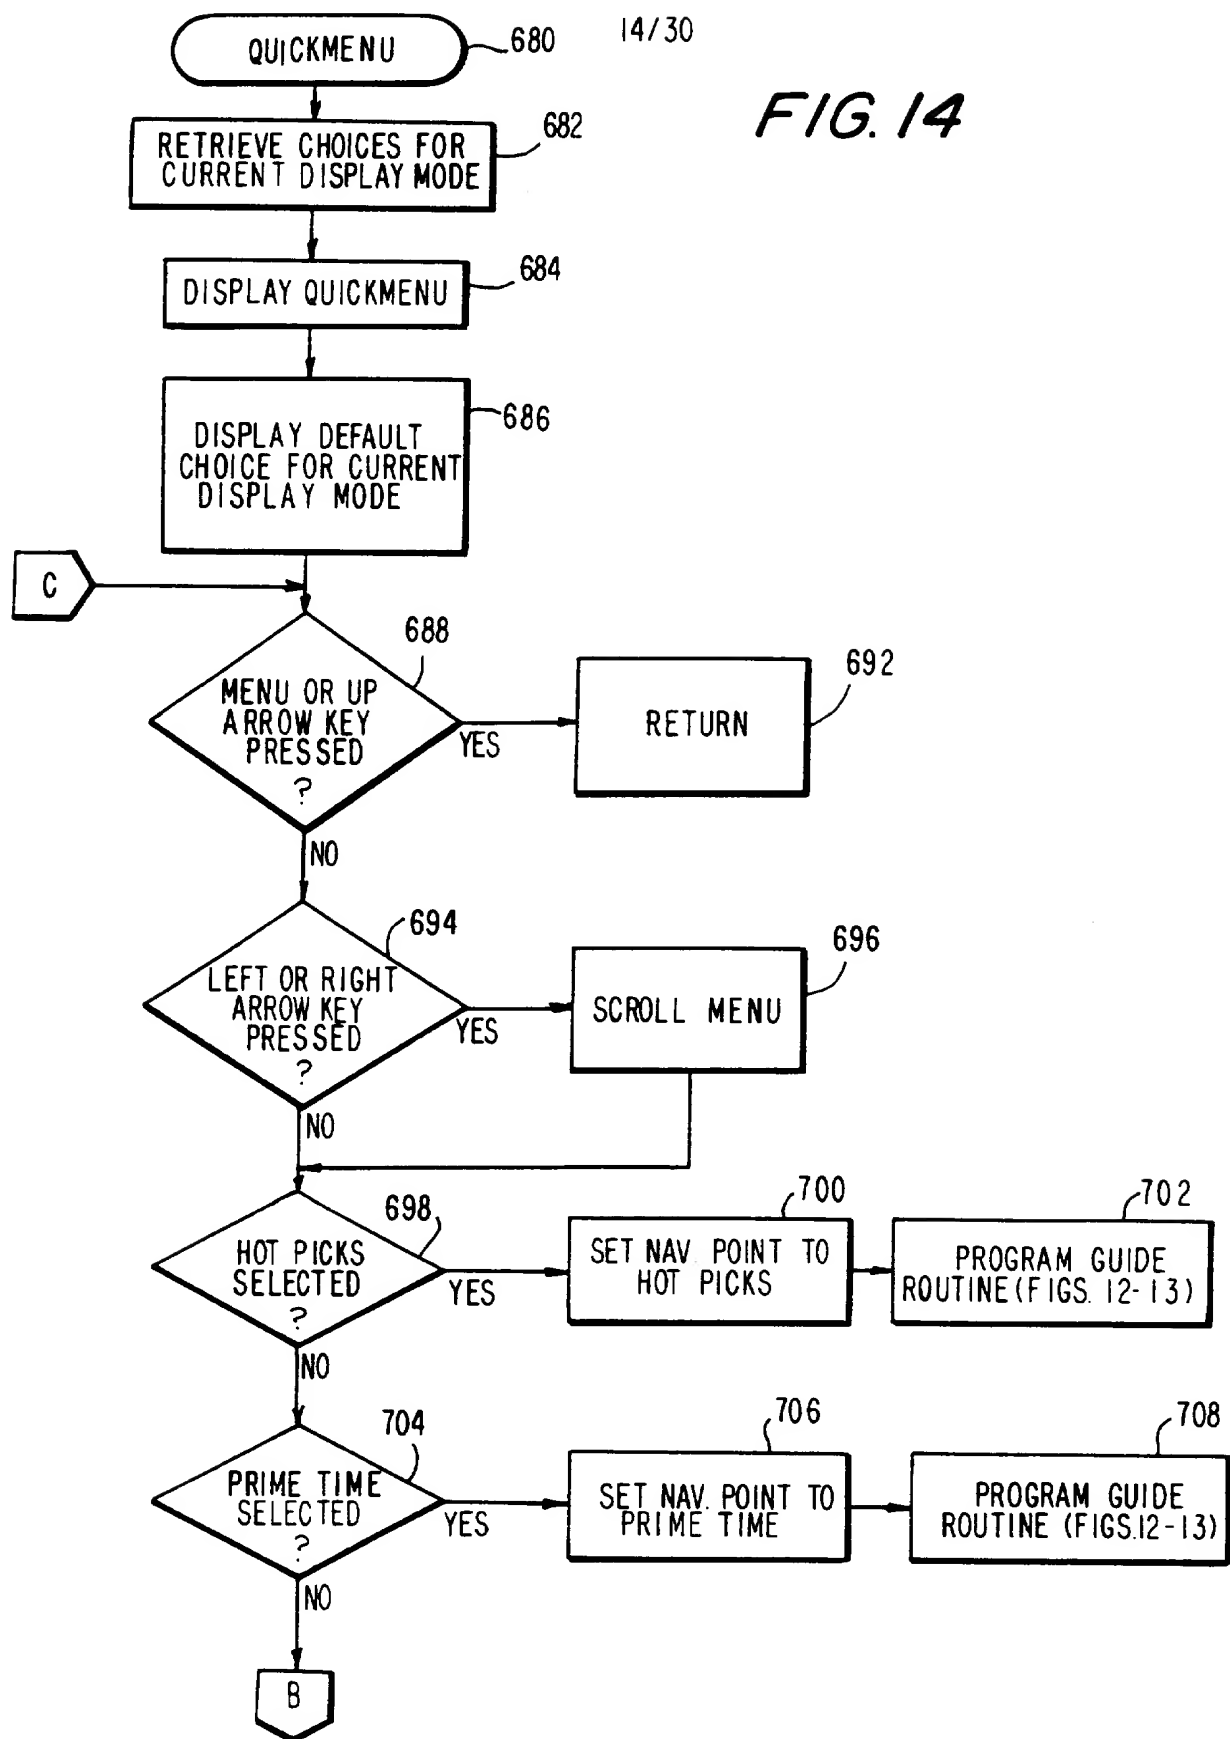 14/30
FIG. 14
QUICKMENU
680
RETRIEVE CHOICES FOR
CURRENT DISPLAY MODE
682
DISPLAY QUICKMENU
684
DISPLAY DEFAULT
CHOICE FOR CURRENT
DISPLAY MODE
686
C
MENU OR UP
ARROW KEY
PRESSED
?
688
YES
RETURN
692
NO
LEFT OR RIGHT
ARROW KEY
PRESSED
?
694
YES
SCROLL MENU
696
NO
HOT PICKS
SELECTED
?
698
YES
SET NAV. POINT TO
HOT PICKS
700
PROGRAM GUIDE
ROUTINE (FIGS. 12-13)
702
NO
PRIME TIME
SELECTED
?
704
YES
SET NAV. POINT TO
PRIME TIME
706
PROGRAM GUIDE
ROUTINE (FIGS.12-13)
708
NO
B